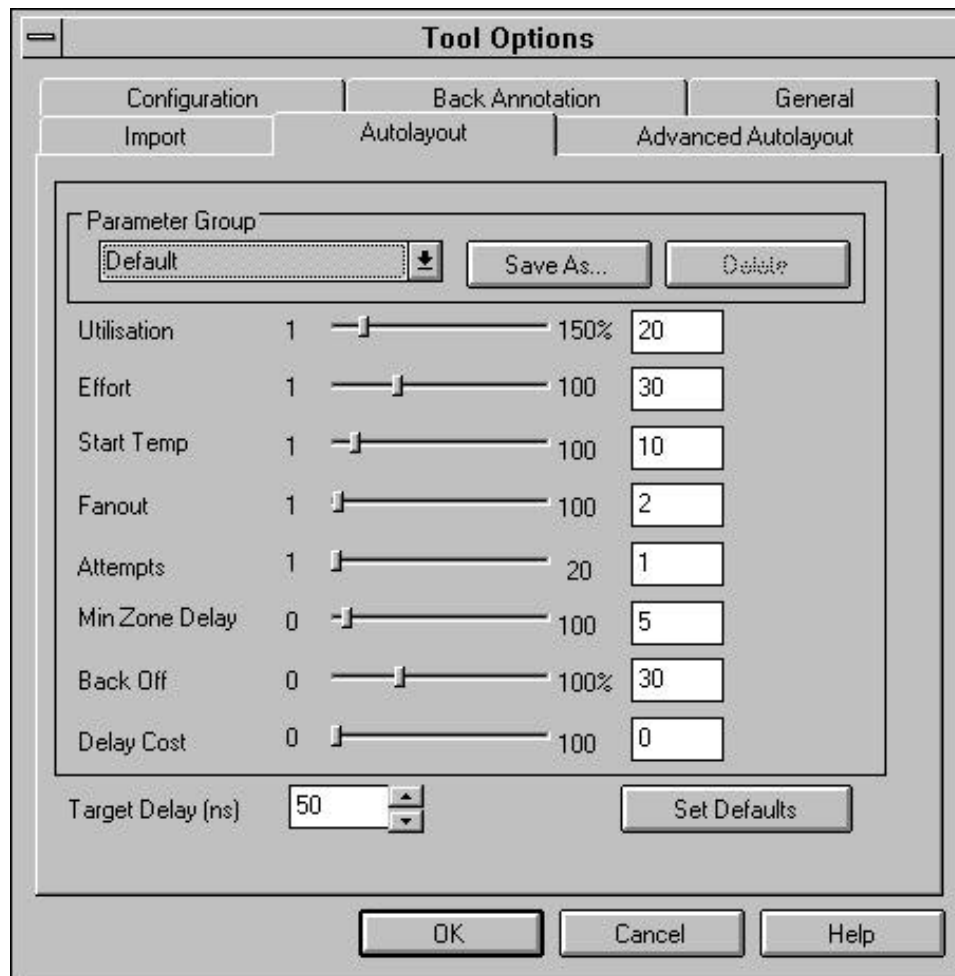 Tool Options
Configuration Back Annotation General
Import Autolayout Advanced Autolayout
Parameter Group
Default Save As... Delete
Utilisation 1 150% 20
Effort 1 100 30
Start Temp 1 100 10
Fanout 1 100 2
Attempts 1 20 1
Min Zone Delay 0 100 5
Back Off 0 100% 30
Delay Cost 0 100 0
Target Delay (ns) 50 Set Defaults
OK Cancel Help